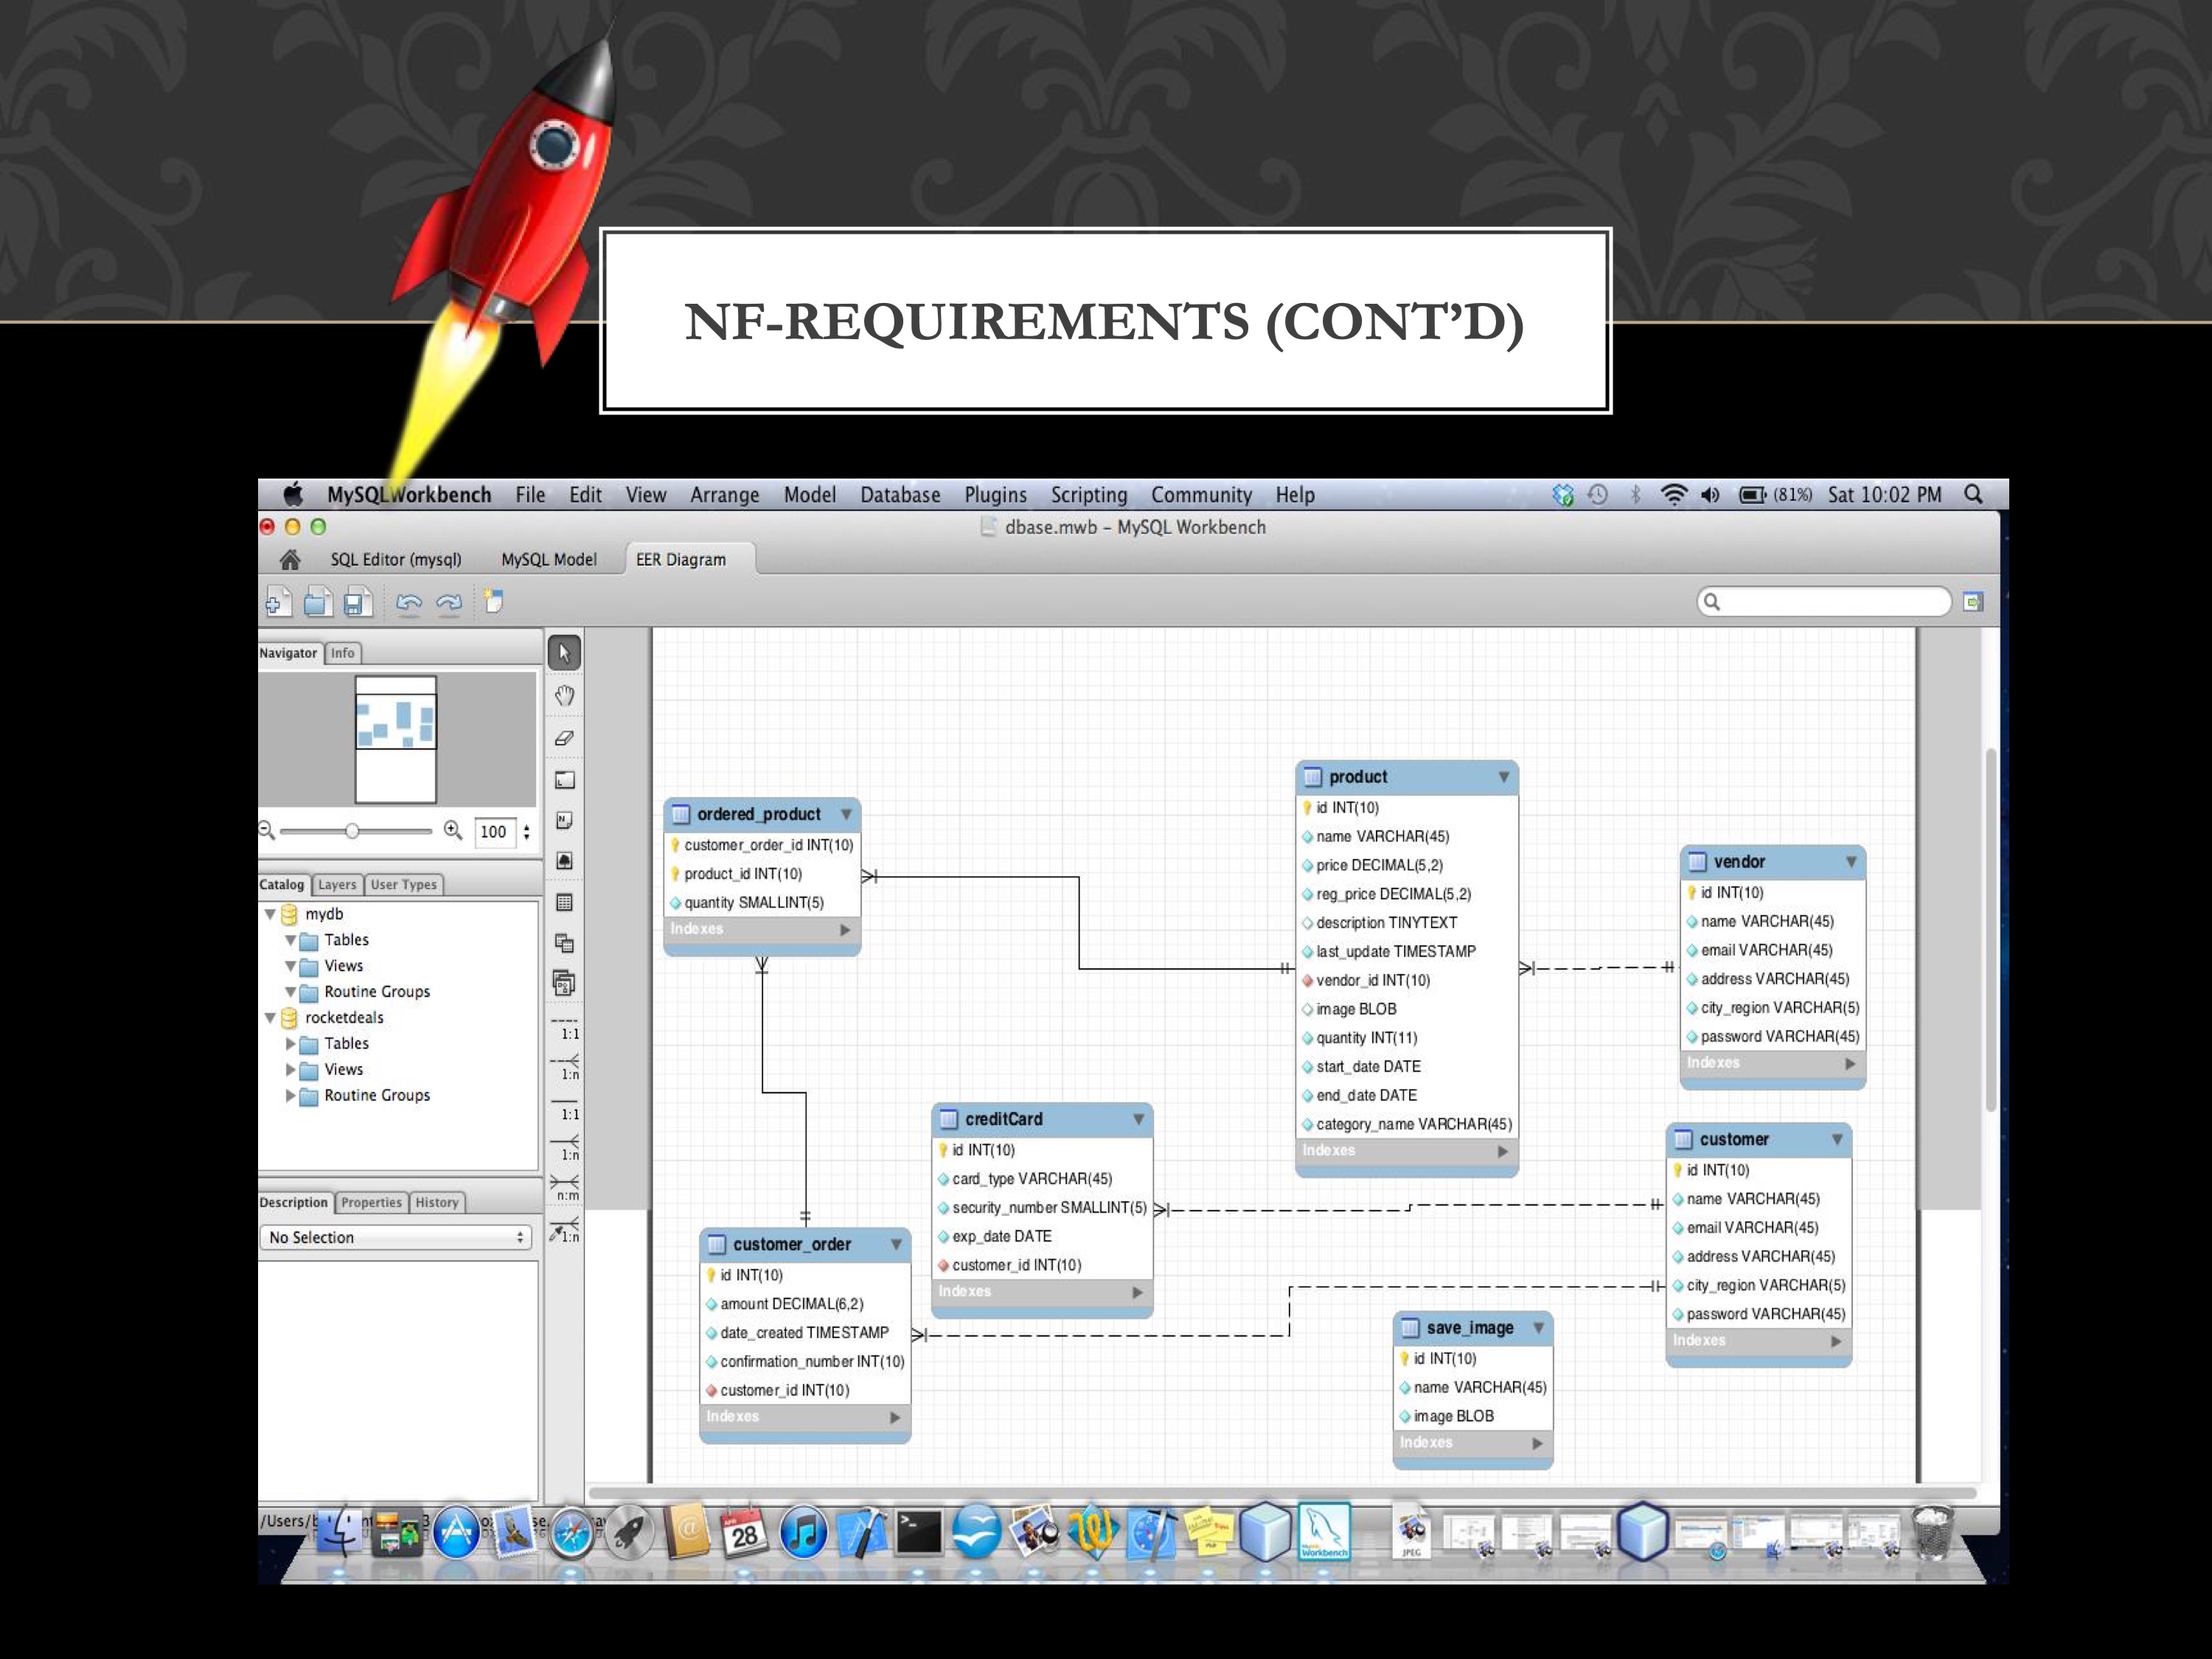 NF-REQUIREMENTS (CONT'D)
MySQLWorkbench File Edit View Arrange Model Database Plugins Scripting Community Help (81%) Sat 10:02 PM
dbase.mwb – MySQL Workbench
SQL Editor (mysql) MySQL Model EER Diagram
Navigator Info
100
Catalog Layers User Types
mydb
Tables
Views
Routine Groups
rocketdeals
Tables
Views
Routine Groups
Description Properties History
No Selection
1:1
1:n
1:1
1:n
n:m
1:n
ordered_product
customer_order_id INT(10)
product_id INT(10)
quantity SMALLINT(5)
Indexes
product
id INT(10)
name VARCHAR(45)
price DECIMAL(5,2)
reg_price DECIMAL(5,2)
description TINYTEXT
last_update TIMESTAMP
vendor_id INT(10)
image BLOB
quantity INT(11)
start_date DATE
end_date DATE
category_name VARCHAR(45)
Indexes
vendor
id INT(10)
name VARCHAR(45)
email VARCHAR(45)
address VARCHAR(45)
city_region VARCHAR(5)
password VARCHAR(45)
Indexes
creditCard
id INT(10)
card_type VARCHAR(45)
security_number SMALLINT(5)
exp_date DATE
customer_id INT(10)
Indexes
customer
id INT(10)
name VARCHAR(45)
email VARCHAR(45)
address VARCHAR(45)
city_region VARCHAR(5)
password VARCHAR(45)
Indexes
customer_order
id INT(10)
amount DECIMAL(6,2)
date_created TIMESTAMP
confirmation_number INT(10)
customer_id INT(10)
Indexes
save_image
id INT(10)
name VARCHAR(45)
image BLOB
Indexes
/Users/
28
Workbench
JPEG